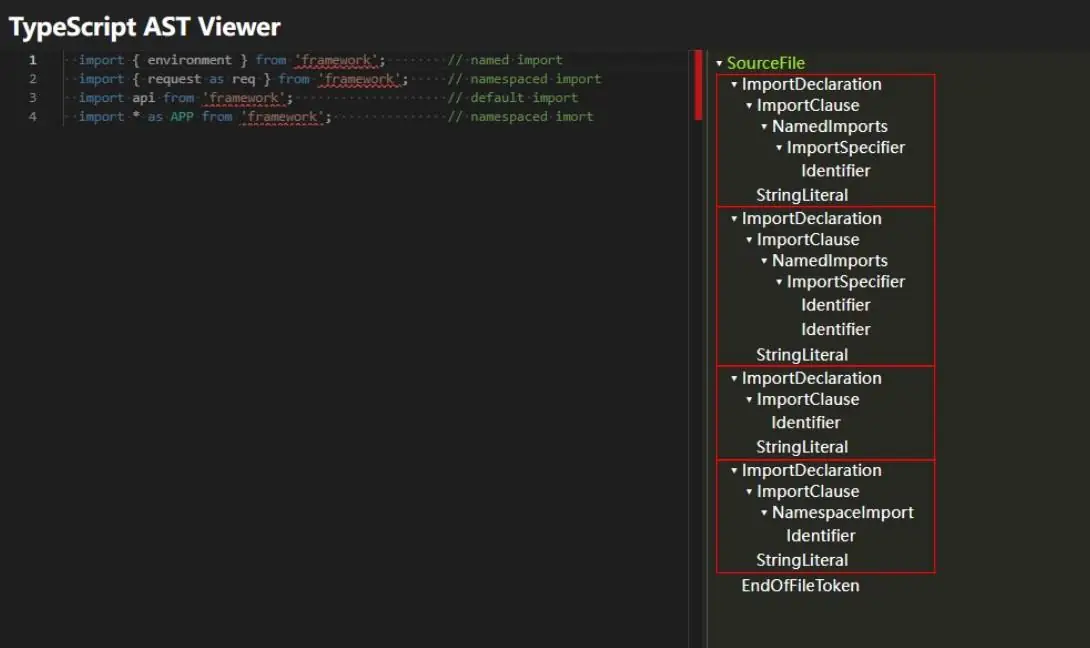 TypeScript AST Viewer
1 import { environment } from 'framework'; // named import
2 import { request as req } from 'framework'; // namespaced import
3 import api from 'framework'; // default import
4 import * as APP from 'framework'; // namespaced imort
SourceFile
ImportDeclaration
ImportClause
NamedImports
ImportSpecifier
Identifier
StringLiteral
ImportDeclaration
ImportClause
NamedImports
ImportSpecifier
Identifier
Identifier
StringLiteral
ImportDeclaration
ImportClause
Identifier
StringLiteral
ImportDeclaration
ImportClause
NamespaceImport
Identifier
StringLiteral
EndOfFileToken